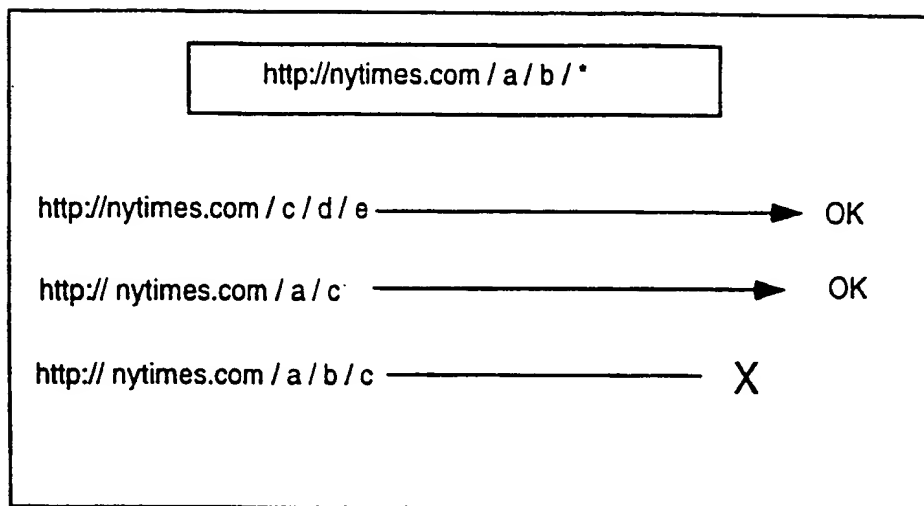 http://nytimes.com / a / b / *
http://nytimes.com / c / d / e OK
http:// nytimes.com / a / c OK
http:// nytimes.com / a / b / c X